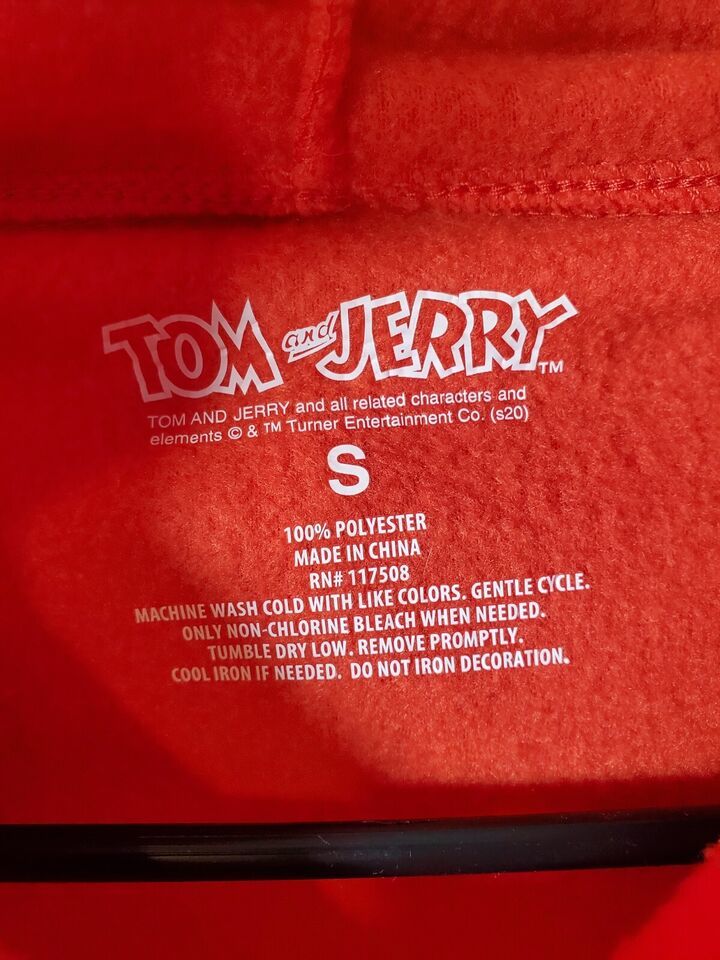 TOM and JERRY™
TOM AND JERRY and all related characters and
elements © & ™ Turner Entertainment Co. (s20)
S
100% POLYESTER
MADE IN CHINA
RN# 117508
MACHINE WASH COLD WITH LIKE COLORS. GENTLE CYCLE.
ONLY NON-CHLORINE BLEACH WHEN NEEDED.
TUMBLE DRY LOW. REMOVE PROMPTLY.
COOL IRON IF NEEDED. DO NOT IRON DECORATION.